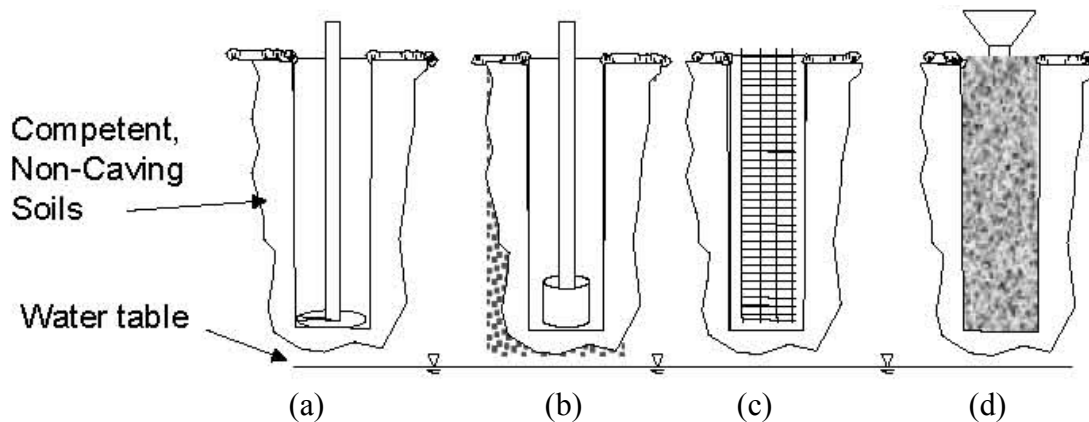 Competent,
Non-Caving
Soils
Water table
(a) (b) (c) (d)